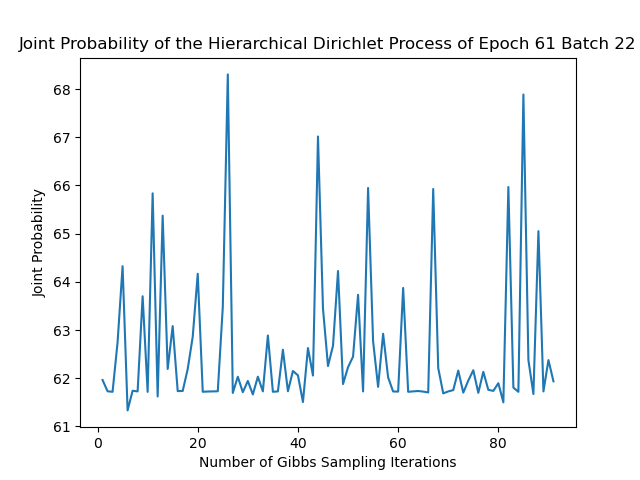 Joint Probability of the Hierarchical Dirichlet Process of Epoch 61 Batch 22
Joint Probability
68
67
66
65
64
63
62
61
0 20 40 60 80
Number of Gibbs Sampling Iterations